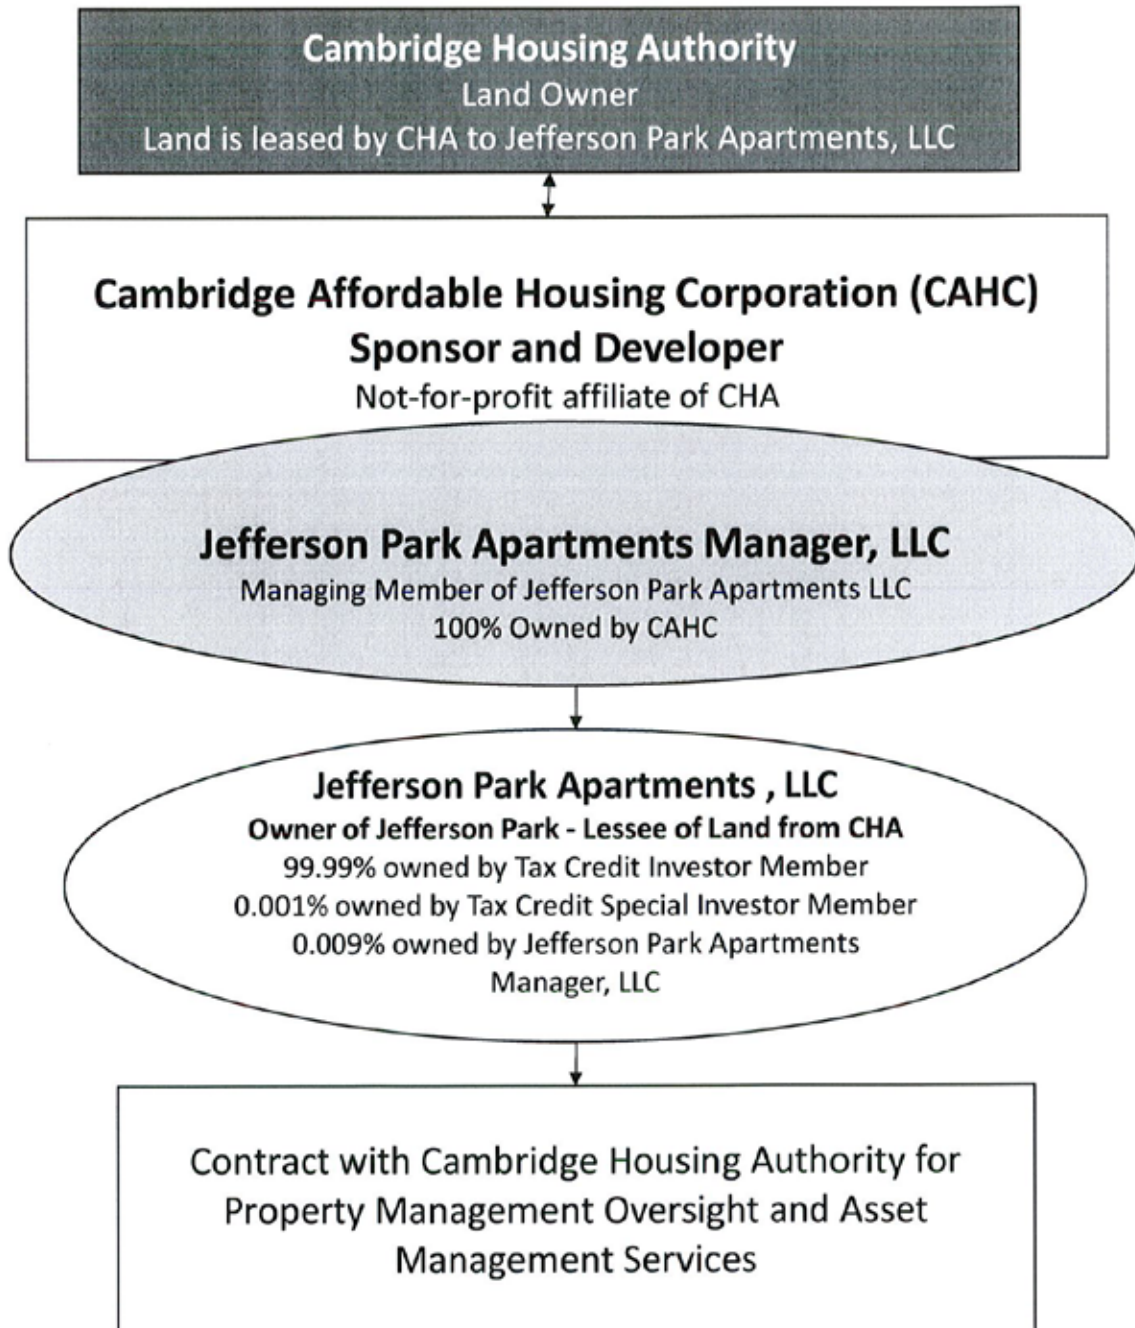 Cambridge Housing Authority
Land Owner
Land is leased by CHA to Jefferson Park Apartments, LLC
Cambridge Affordable Housing Corporation (CAHC)
Sponsor and Developer
Not-for-profit affiliate of CHA
Jefferson Park Apartments Manager, LLC
Managing Member of Jefferson Park Apartments LLC
100% Owned by CAHC
Jefferson Park Apartments , LLC
Owner of Jefferson Park - Lessee of Land from CHA
99.99% owned by Tax Credit Investor Member
0.001% owned by Tax Credit Special Investor Member
0.009% owned by Jefferson Park Apartments
Manager, LLC
Contract with Cambridge Housing Authority for
Property Management Oversight and Asset
Management Services